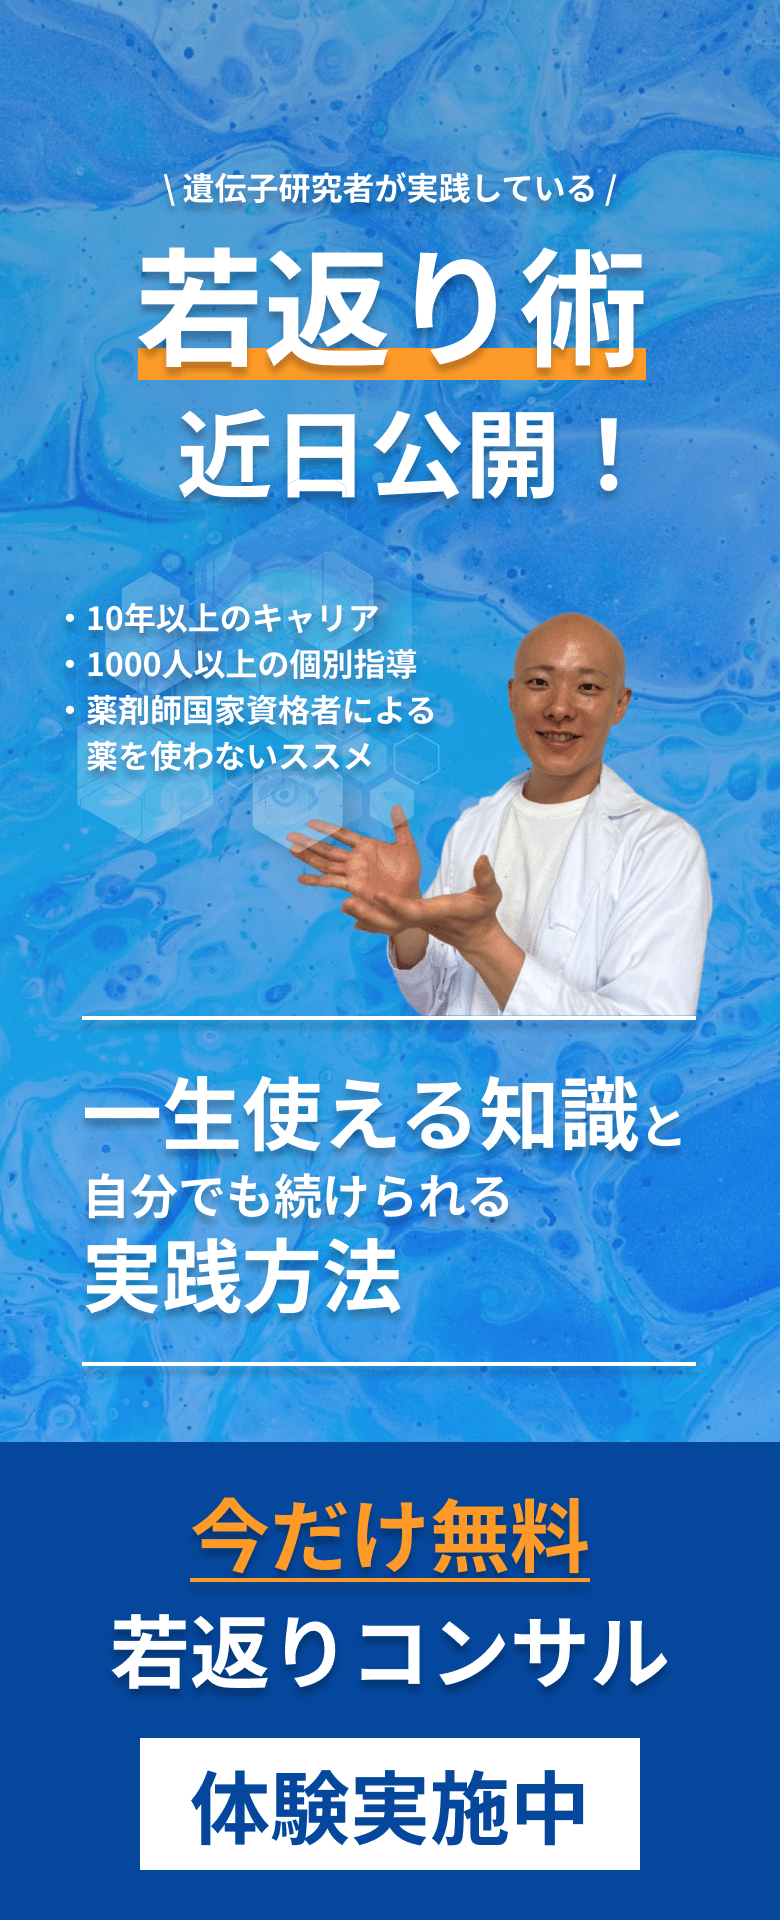 \ 遺伝子研究者が実践している /
若返り術
近日公開！
・10年以上のキャリア
・1000人以上の個別指導
・薬剤師国家資格者による
薬を使わないススメ
一生使える知識と
自分でも続けられる
実践方法
今だけ無料
若返りコンサル
体験実施中